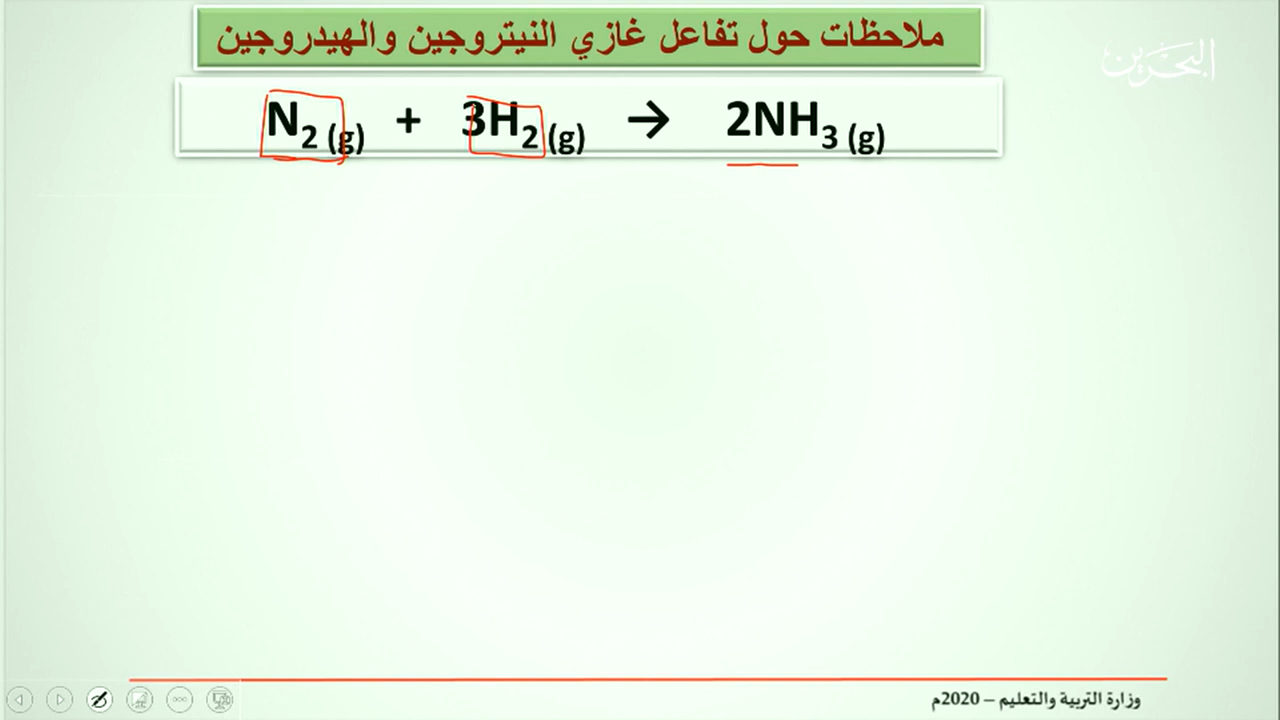 ملاحظات حول تفاعل غازي النيتروجين والهيدروجين
البحرين
N2 (g) + 3H2 (g) → 2NH3 (g)
وزارة التربية والتعليم – 2020م